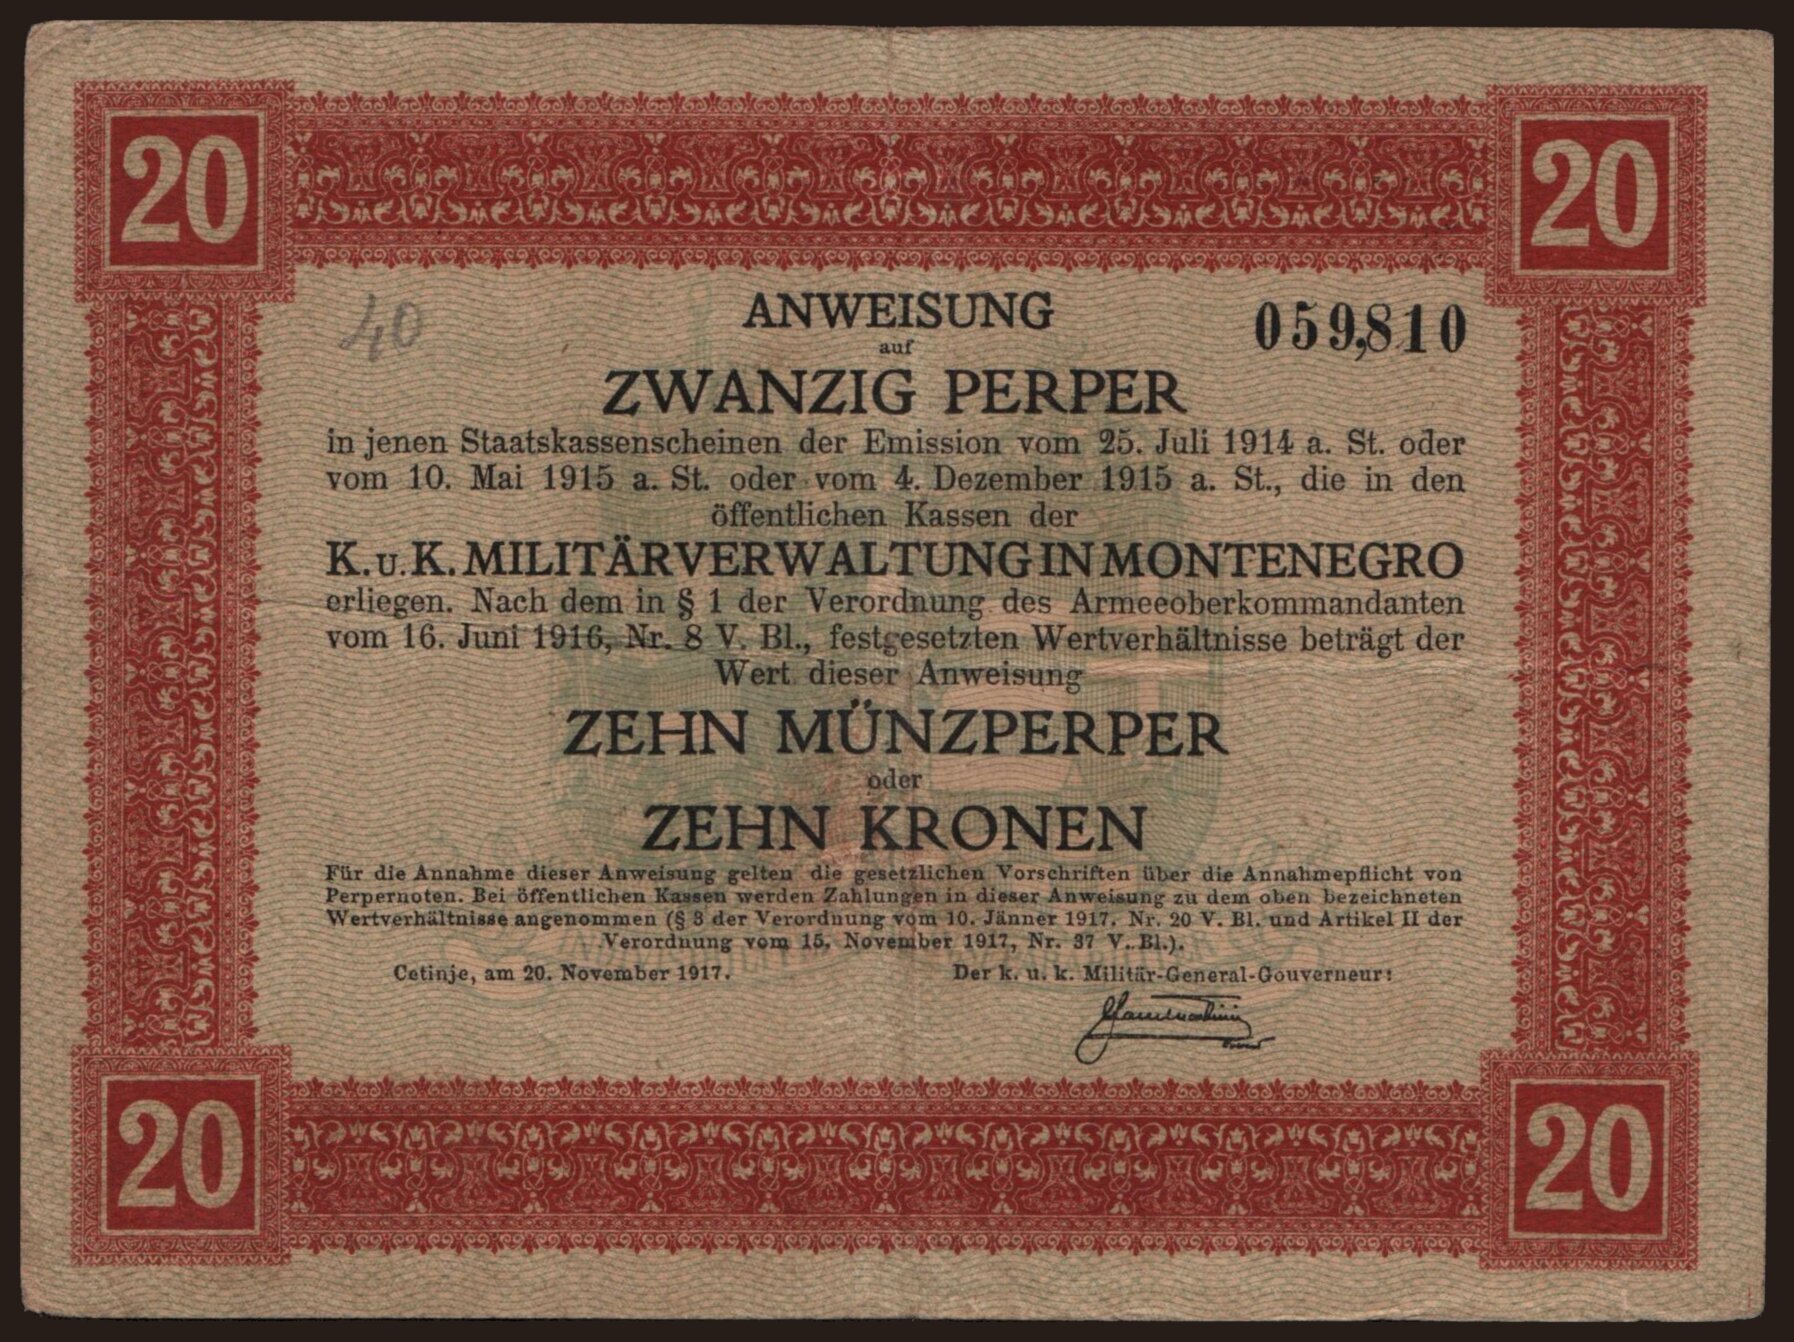 20 20
40
ANWEISUNG 059,810
auf
ZWANZIG PERPER
in jenen Staatskassenscheinen der Emission vom 25. Juli 1914 a. St. oder
vom 10. Mai 1915 a. St. oder vom 4. Dezember 1915 a. St., die in den
öffentlichen Kassen der
K. u. K. MILITÄRVERWALTUNG IN MONTENEGRO
erliegen. Nach dem in § 1 der Verordnung des Armeeoberkommandanten
vom 16. Juni 1916, Nr. 8 V. Bl., festgesetzten Wertverhältnisse beträgt der
Wert dieser Anweisung
ZEHN MÜNZPERPER
oder
ZEHN KRONEN
Für die Annahme dieser Anweisung gelten die gesetzlichen Vorschriften über die Annahmepflicht von
Perpernoten. Bei öffentlichen Kassen werden Zahlungen in dieser Anweisung zu dem oben bezeichneten
Wertverhältnisse angenommen (§ 3 der Verordnung vom 10. Jänner 1917, Nr. 20 V. Bl. und Artikel II der
Verordnung vom 15. November 1917, Nr. 37 V. Bl.).
Cetinje, am 20. November 1917. Der k. u. k. Militär-General-Gouverneur:
20 20